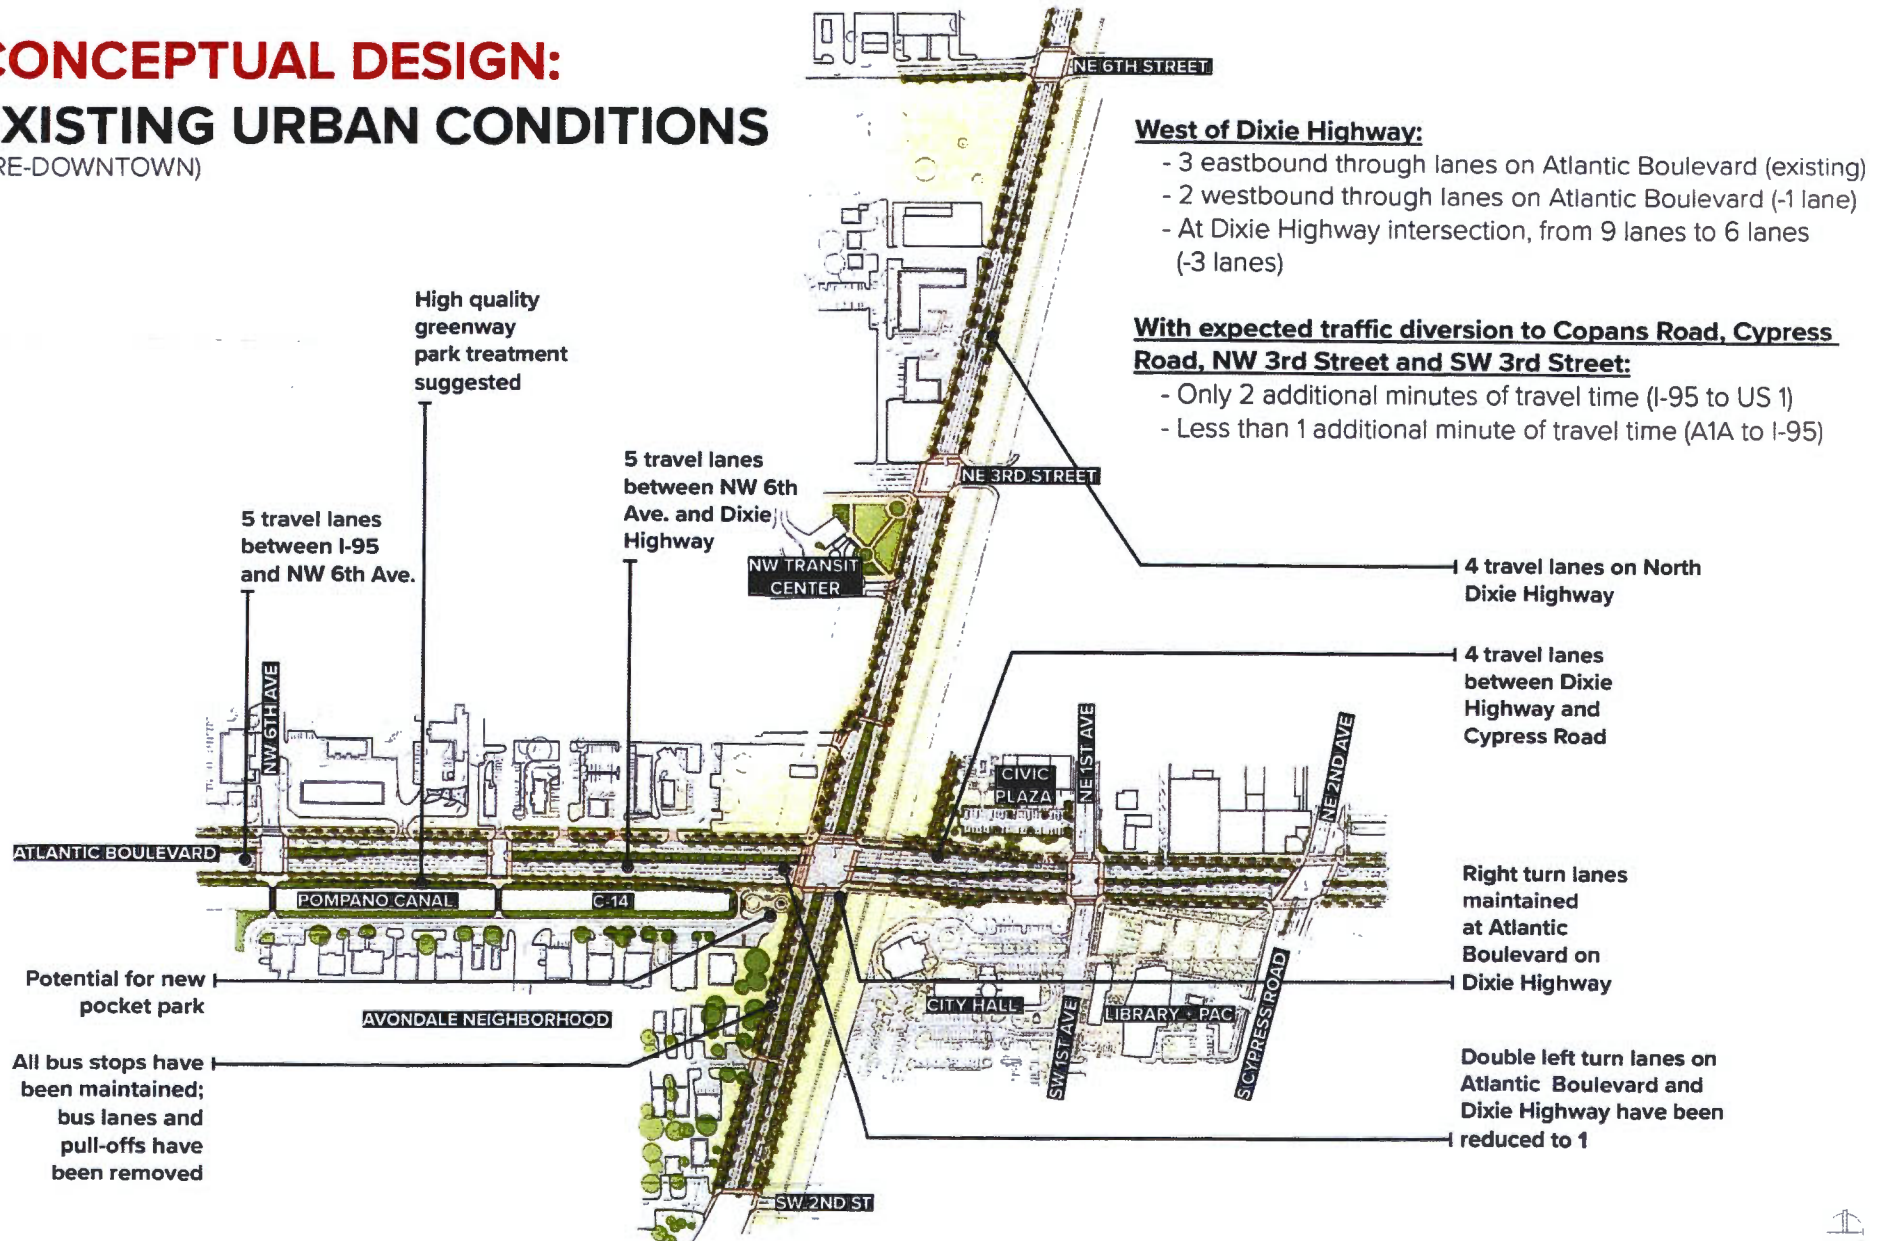 CONCEPTUAL DESIGN:
EXISTING URBAN CONDITIONS
RE-DOWNTOWN)
NE 6TH STREET
West of Dixie Highway:
- 3 eastbound through lanes on Atlantic Boulevard (existing)
- 2 westbound through lanes on Atlantic Boulevard (-1 lane)
- At Dixie Highway intersection, from 9 lanes to 6 lanes
(-3 lanes)
With expected traffic diversion to Copans Road, Cypress
Road, NW 3rd Street and SW 3rd Street:
- Only 2 additional minutes of travel time (I-95 to US 1)
- Less than 1 additional minute of travel time (A1A to I-95)
High quality
greenway
park treatment
suggested
5 travel lanes
between NW 6th
Ave. and Dixie
Highway
5 travel lanes
between I-95
and NW 6th Ave.
NE 3RD STREET
NW TRANSIT
CENTER
4 travel lanes on North
Dixie Highway
4 travel lanes
between Dixie
Highway and
Cypress Road
NW 6TH AVE
CIVIC
PLAZA
NE 1ST AVE
NE 2ND AVE
ATLANTIC BOULEVARD
POMPANO CANAL
C-14
Right turn lanes
maintained
at Atlantic
Boulevard on
Dixie Highway
Potential for new
pocket park
AVONDALE NEIGHBORHOOD
CITY HALL
SW 1ST AVE
LIBRARY + PAC
S CYPRESS ROAD
All bus stops have
been maintained;
bus lanes and
pull-offs have
been removed
Double left turn lanes on
Atlantic Boulevard and
Dixie Highway have been
reduced to 1
SW 2ND ST